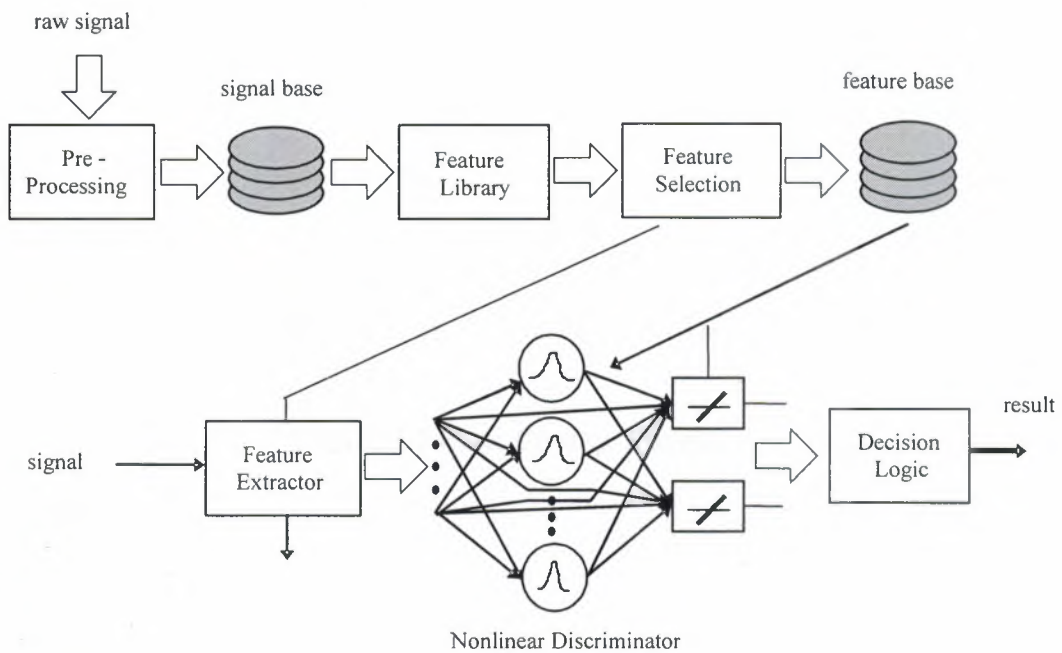 raw signal
signal base
feature base
Pre -
Processing
Feature
Library
Feature
Selection
signal
Feature
Extractor
Decision
Logic
result
Nonlinear Discriminator